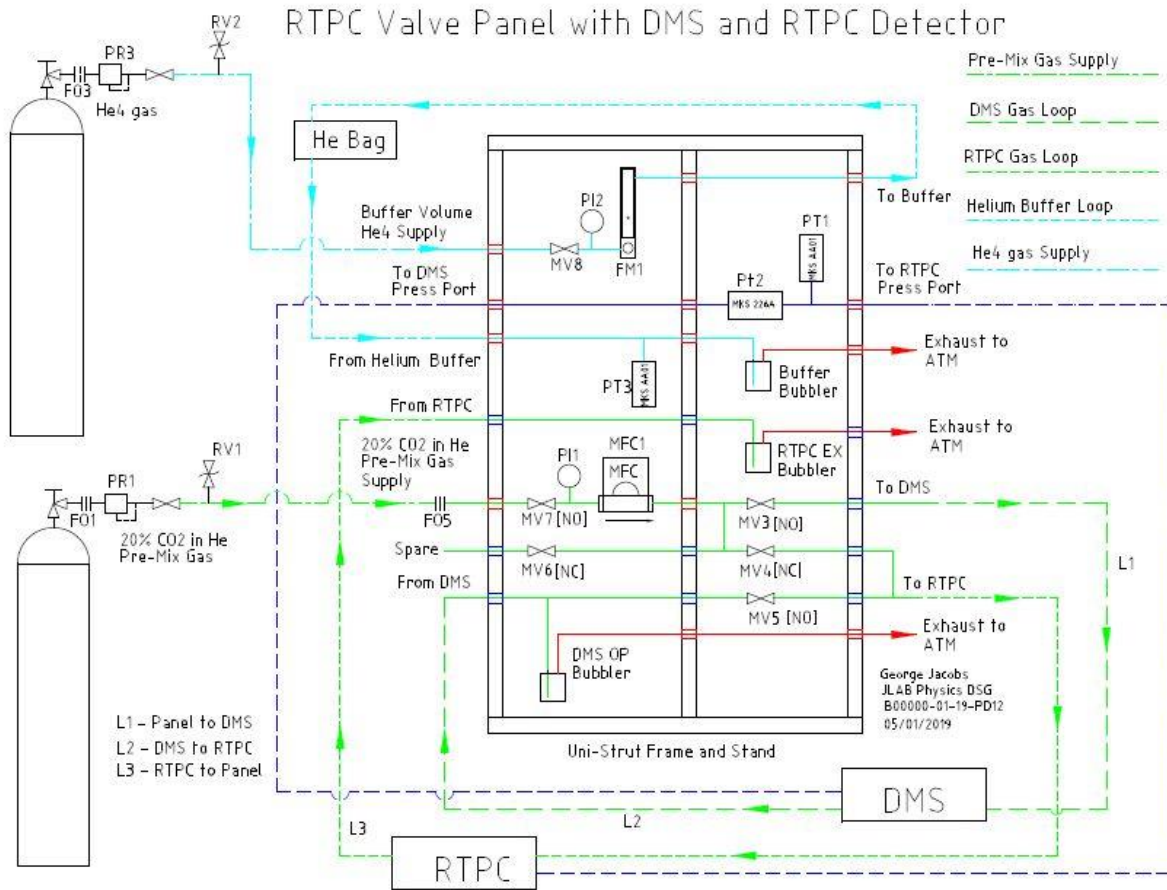 RTPC Valve Panel with DMS and RTPC Detector
RV2
PR3
FO3
He4 gas
Pre-Mix Gas Supply
DMS Gas Loop
RTPC Gas Loop
Helium Buffer Loop
He4 gas Supply
He Bag
Buffer Volume
He4 Supply
PI2
MV8
FM1
To Buffer
PT1
MKS AA01
To DMS
Press Port
Pt2
MKS 226A
To RTPC
Press Port
From Helium Buffer
PT3
MKS AA01
Buffer
Bubbler
Exhaust to
ATM
From RTPC
RTPC EX
Bubbler
Exhaust to
ATM
RV1
PR1
FO1
20% CO2 in He
Pre-Mix Gas
20% CO2 in He
Pre-Mix Gas
Supply
FO5
PI1
MV7[NO]
MFC1
MFC
MV3[NO]
To DMS
Spare
MV6[NC]
MV4[NC]
From DMS
MV5 [NO]
To RTPC
L1
DMS OP
Bubbler
Exhaust to
ATM
George Jacobs
JLAB Physics DSG
B00000-01-19-PD12
05/01/2019
L1 - Panel to DMS
L2 - DMS to RTPC
L3 - RTPC to Panel
Uni-Strut Frame and Stand
DMS
L2
L3
RTPC